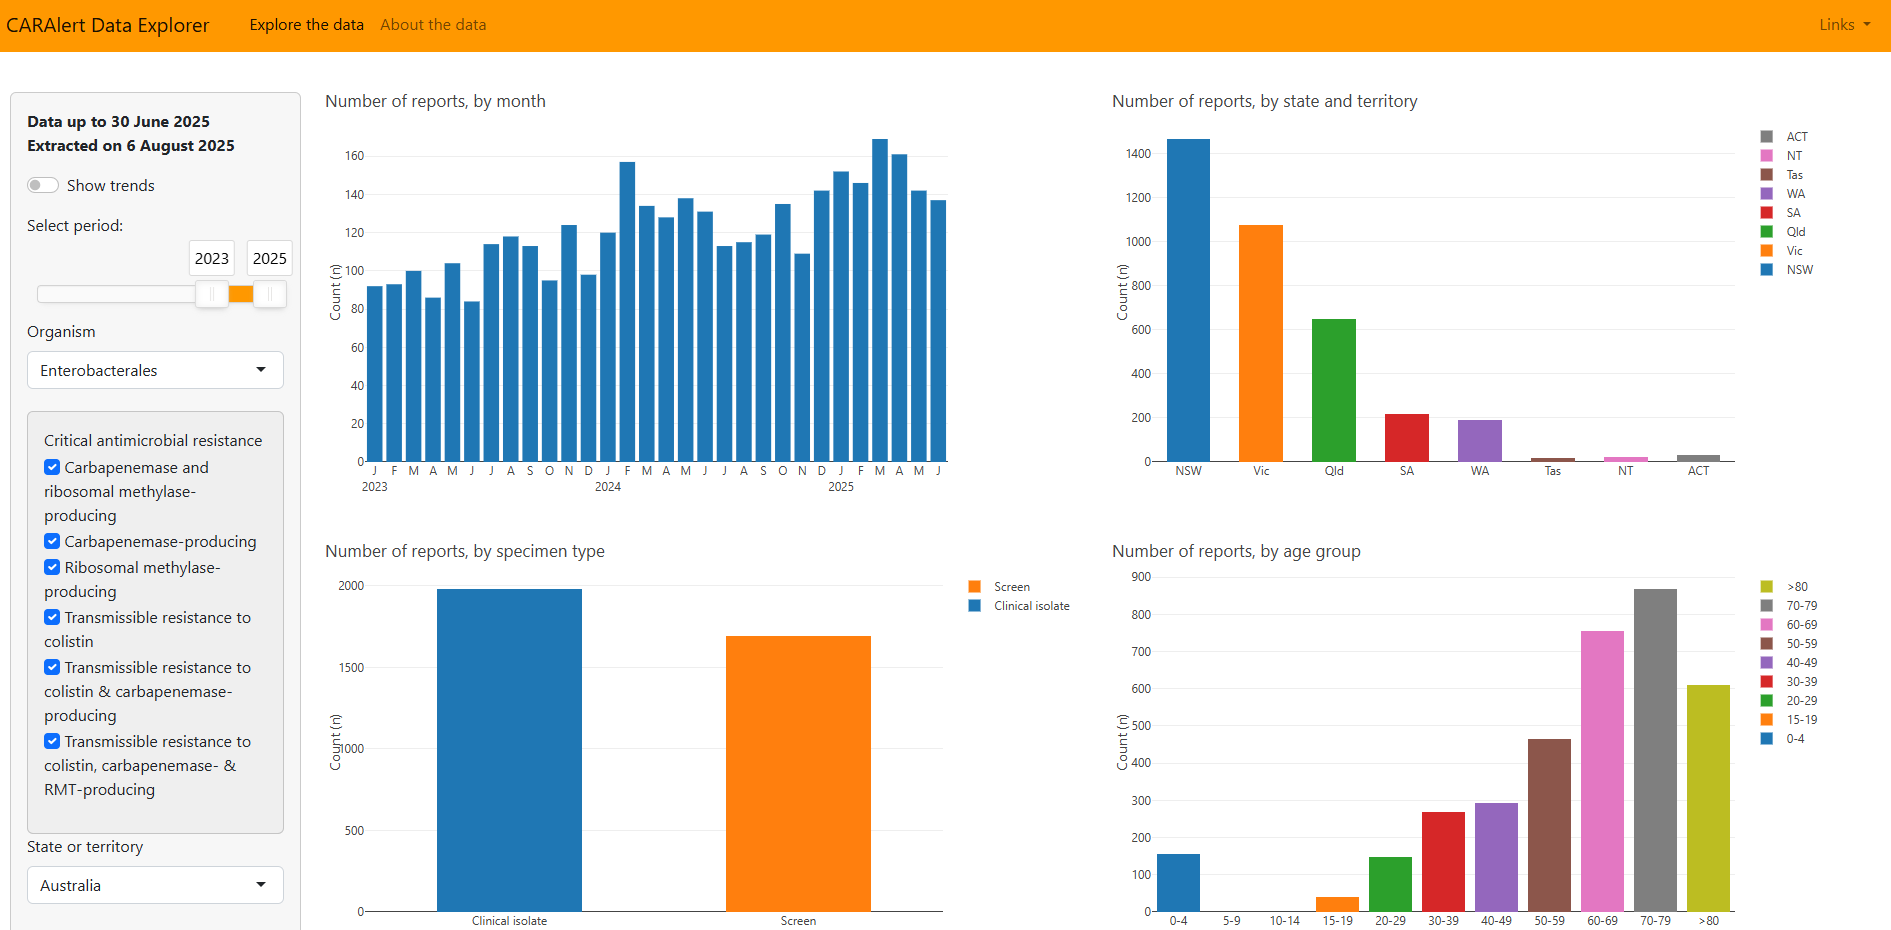 CARAlert Data Explorer
Explore the data
About the data
Links
Data up to 30 June 2025
Extracted on 6 August 2025
Show trends
Select period:
2023
2025
Organism
Enterobacterales
Critical antimicrobial resistance
Carbapenemase and
ribosomal methylase-
producing
Carbapenemase-producing
Ribosomal methylase-
producing
Transmissible resistance to
colistin
Transmissible resistance to
colistin & carbapenemase-
producing
Transmissible resistance to
colistin, carbapenemase- &
RMT-producing
State or territory
Australia
Number of reports, by month
Count (n)
160
140
120
100
80
60
40
20
0
J F M A M J J A S O N D J F M A M J J A S O N D J F M A M J
2023 2024 2025
Number of reports, by state and territory
Count (n)
1400
1200
1000
800
600
400
200
0
NSW Vic Qld SA WA Tas NT ACT
ACT
NT
Tas
WA
SA
Qld
Vic
NSW
Number of reports, by specimen type
Count (n)
2000
1500
1000
500
0
Clinical isolate Screen
Screen
Clinical isolate
Number of reports, by age group
Count (n)
900
800
700
600
500
400
300
200
100
0
0-4 5-9 10-14 15-19 20-29 30-39 40-49 50-59 60-69 70-79 >80
>80
70-79
60-69
50-59
40-49
30-39
20-29
15-19
0-4